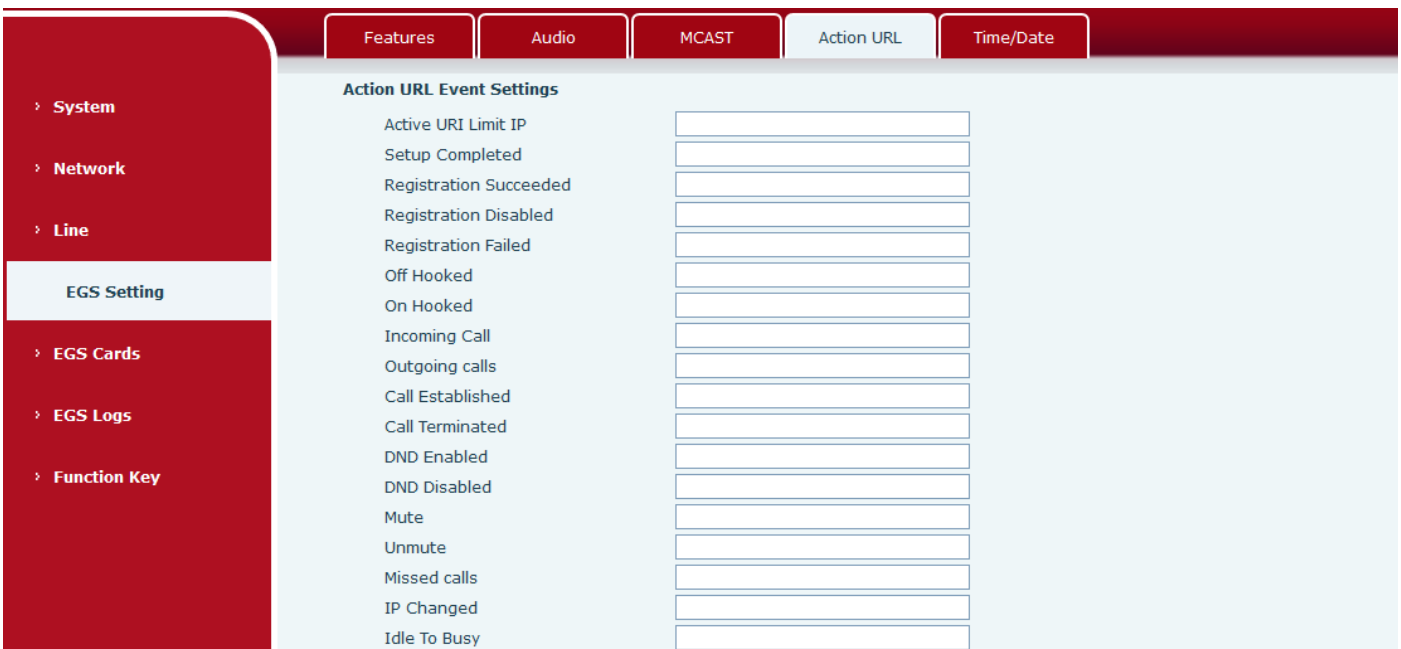 Features
Audio
MCAST
Action URL
Time/Date
System
Network
Line
EGS Setting
EGS Cards
EGS Logs
Function Key
Action URL Event Settings
Active URI Limit IP
Setup Completed
Registration Succeeded
Registration Disabled
Registration Failed
Off Hooked
On Hooked
Incoming Call
Outgoing calls
Call Established
Call Terminated
DND Enabled
DND Disabled
Mute
Unmute
Missed calls
IP Changed
Idle To Busy